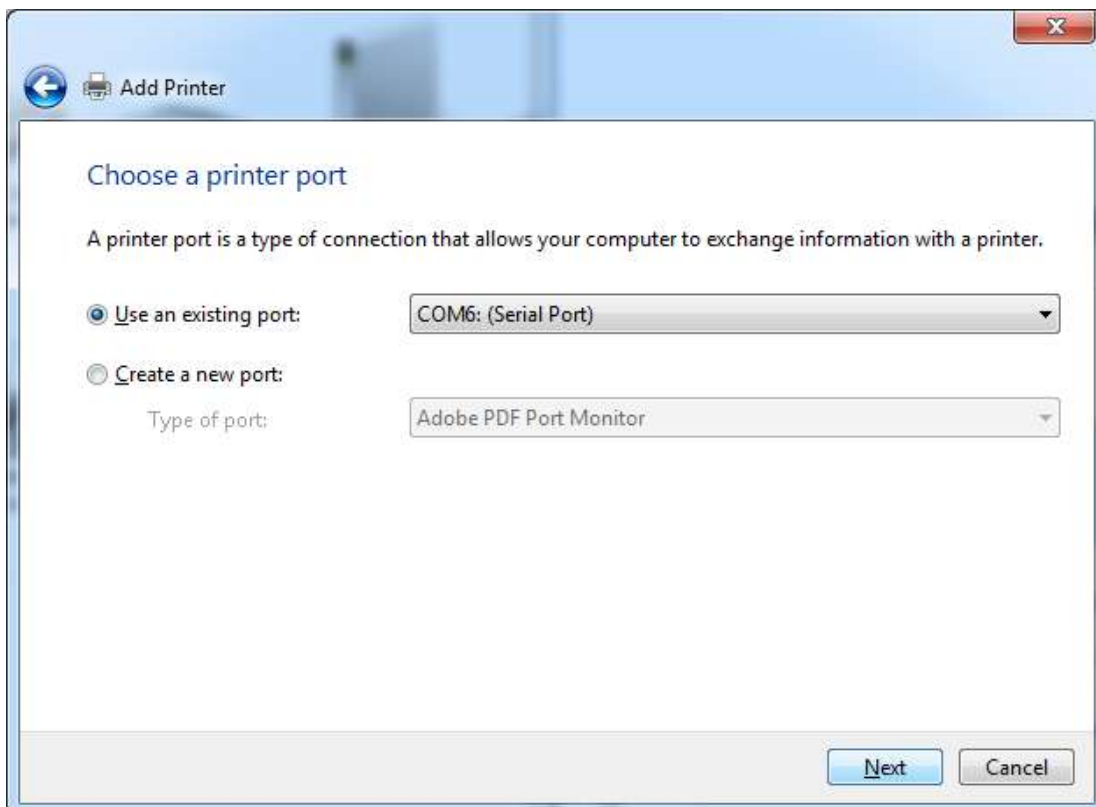 Add Printer
Choose a printer port
A printer port is a type of connection that allows your computer to exchange information with a printer.
Use an existing port: COM6: (Serial Port)
Create a new port:
Type of port: Adobe PDF Port Monitor
Next Cancel